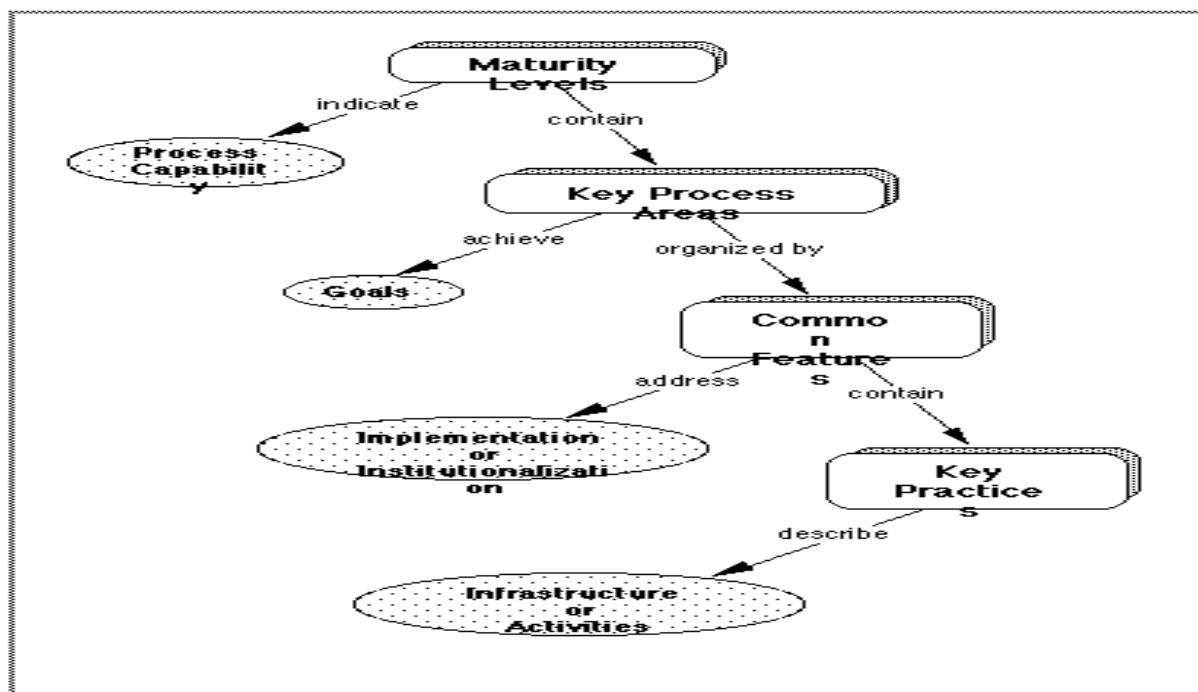 Maturity
Levels
indicate
contain
Process
Capabilit
y
Key Process
Areas
achieve
organized by
Goals
Commo
n
Feature
s
address
contain
Implementation
or
Institutionalizati
on
Key
Practice
s
describe
Infrastructure
or
Activities